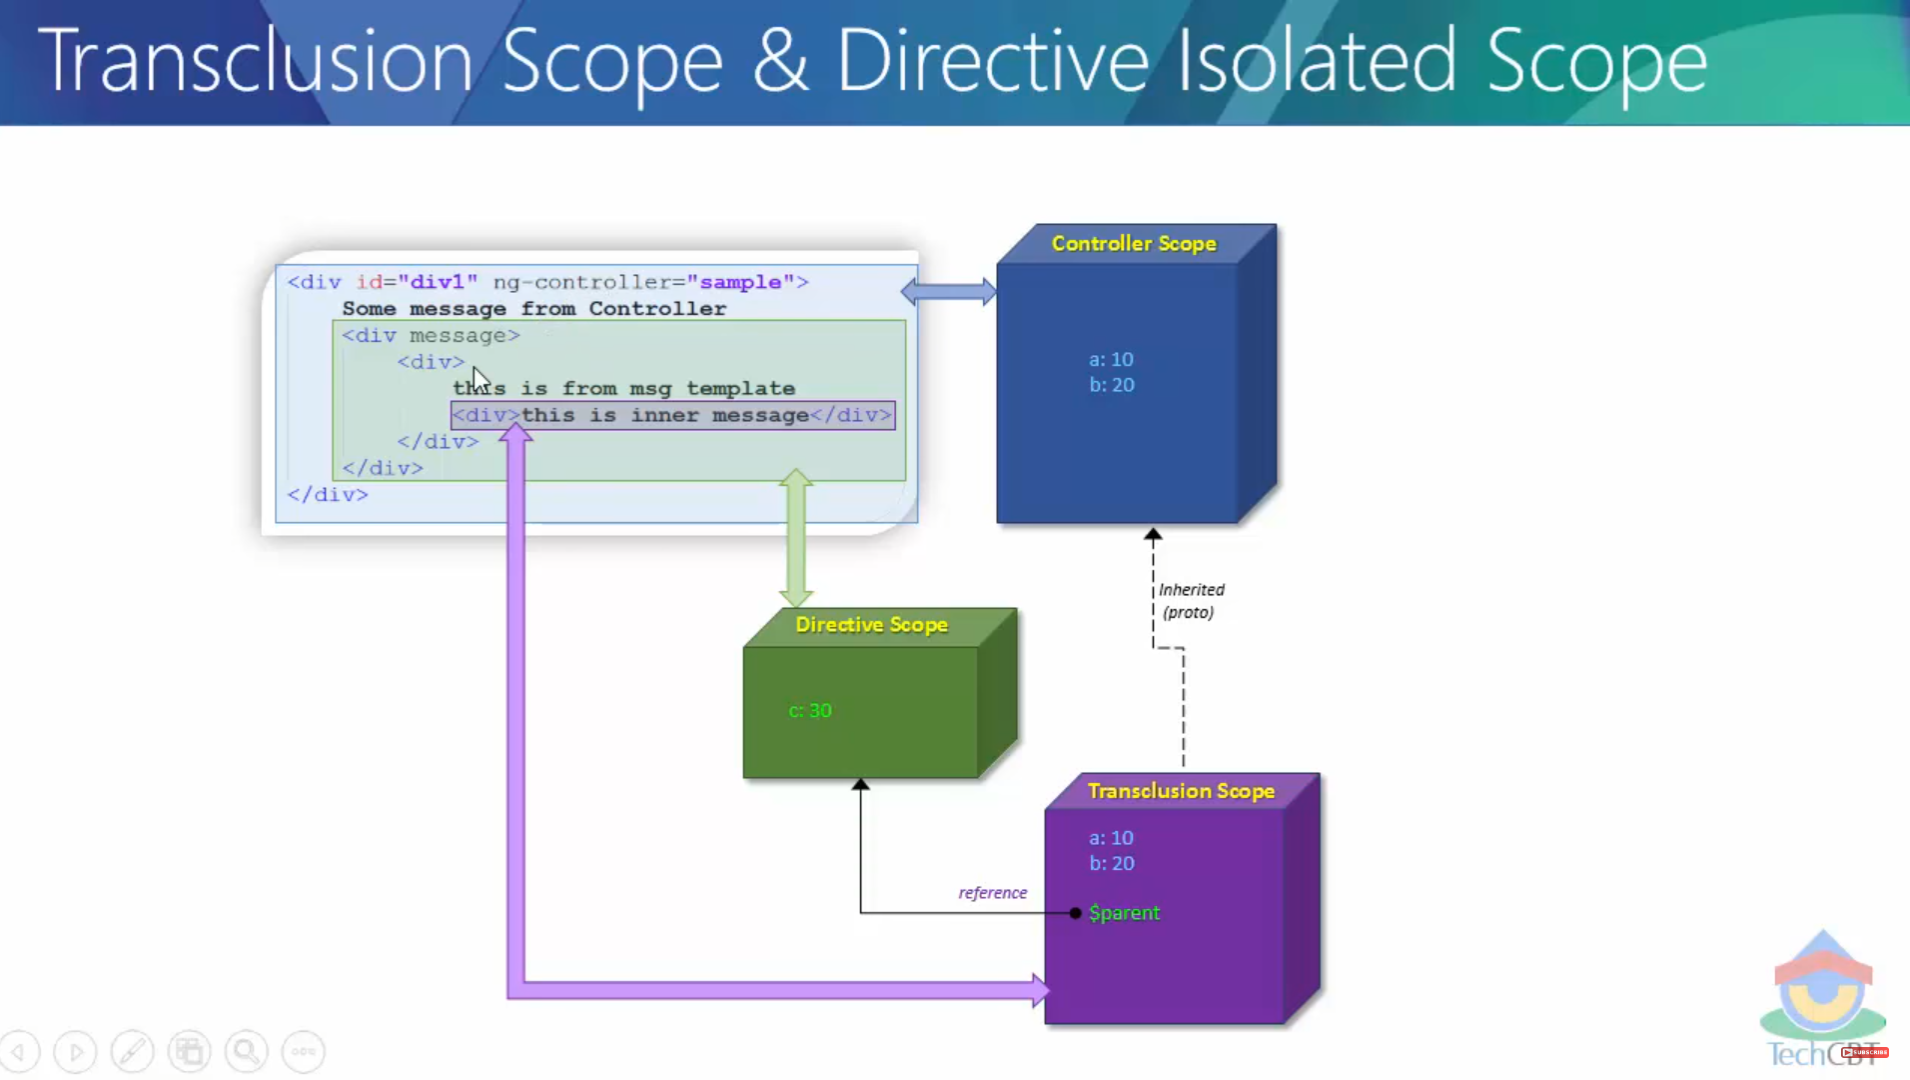 Transclusion Scope & Directive Isolated Scope
<div id="div1" ng-controller="sample">
Some message from Controller
<div message>
<div>
this is from msg template
<div>this is inner message</div>
</div>
</div>
</div>
Controller Scope
a: 10
b: 20
Inherited
(proto)
Directive Scope
c: 30
Transclusion Scope
a: 10
b: 20
reference
$parent
TechCBT
SUBSCRIBE